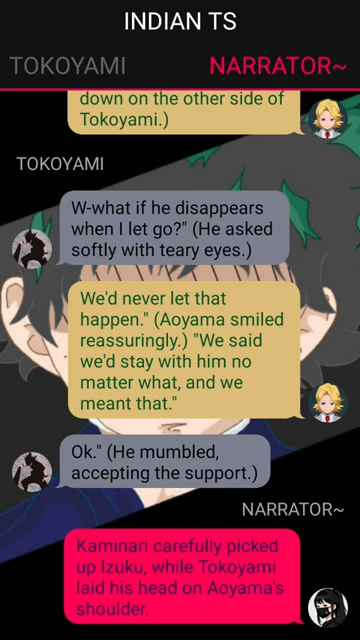 INDIAN TS
TOKOYAMI NARRATOR~
down on the other side of
Tokoyami.)
TOKOYAMI
W-what if he disappears
when I let go?" (He asked
softly with teary eyes.)
We'd never let that
happen." (Aoyama smiled
reassuringly.) "We said
we'd stay with him no
matter what, and we
meant that."
Ok." (He mumbled,
accepting the support.)
NARRATOR~
Kaminari carefully picked
up Izuku, while Tokoyami
laid his head on Aoyama's
shoulder.